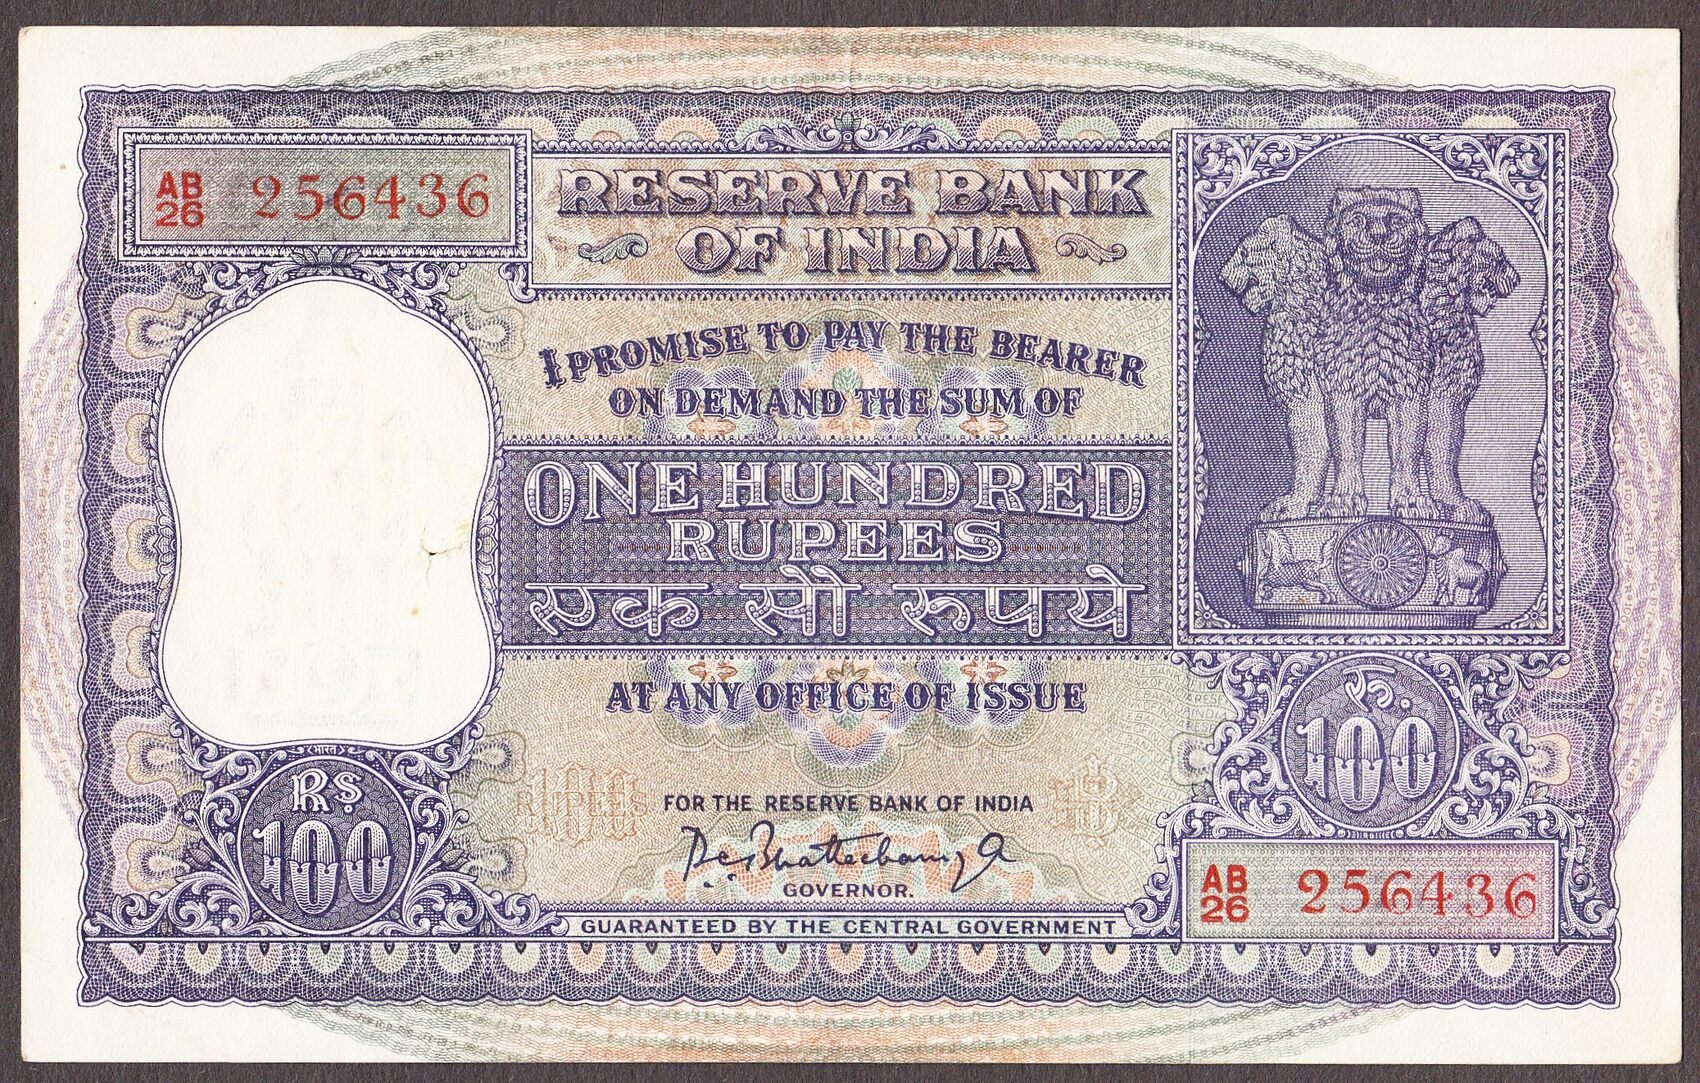 AB
26 256436
RESERVE BANK
OF INDIA
I PROMISE TO PAY THE BEARER
ON DEMAND THE SUM OF
ONE HUNDRED
RUPEES
एक सौ रुपये
AT ANY OFFICE OF ISSUE
भारत
Rs
100
रु.
100
FOR THE RESERVE BANK OF INDIA
P. C. Bhattacharyya
GOVERNOR.
GUARANTEED BY THE CENTRAL GOVERNMENT
AB
26 256436